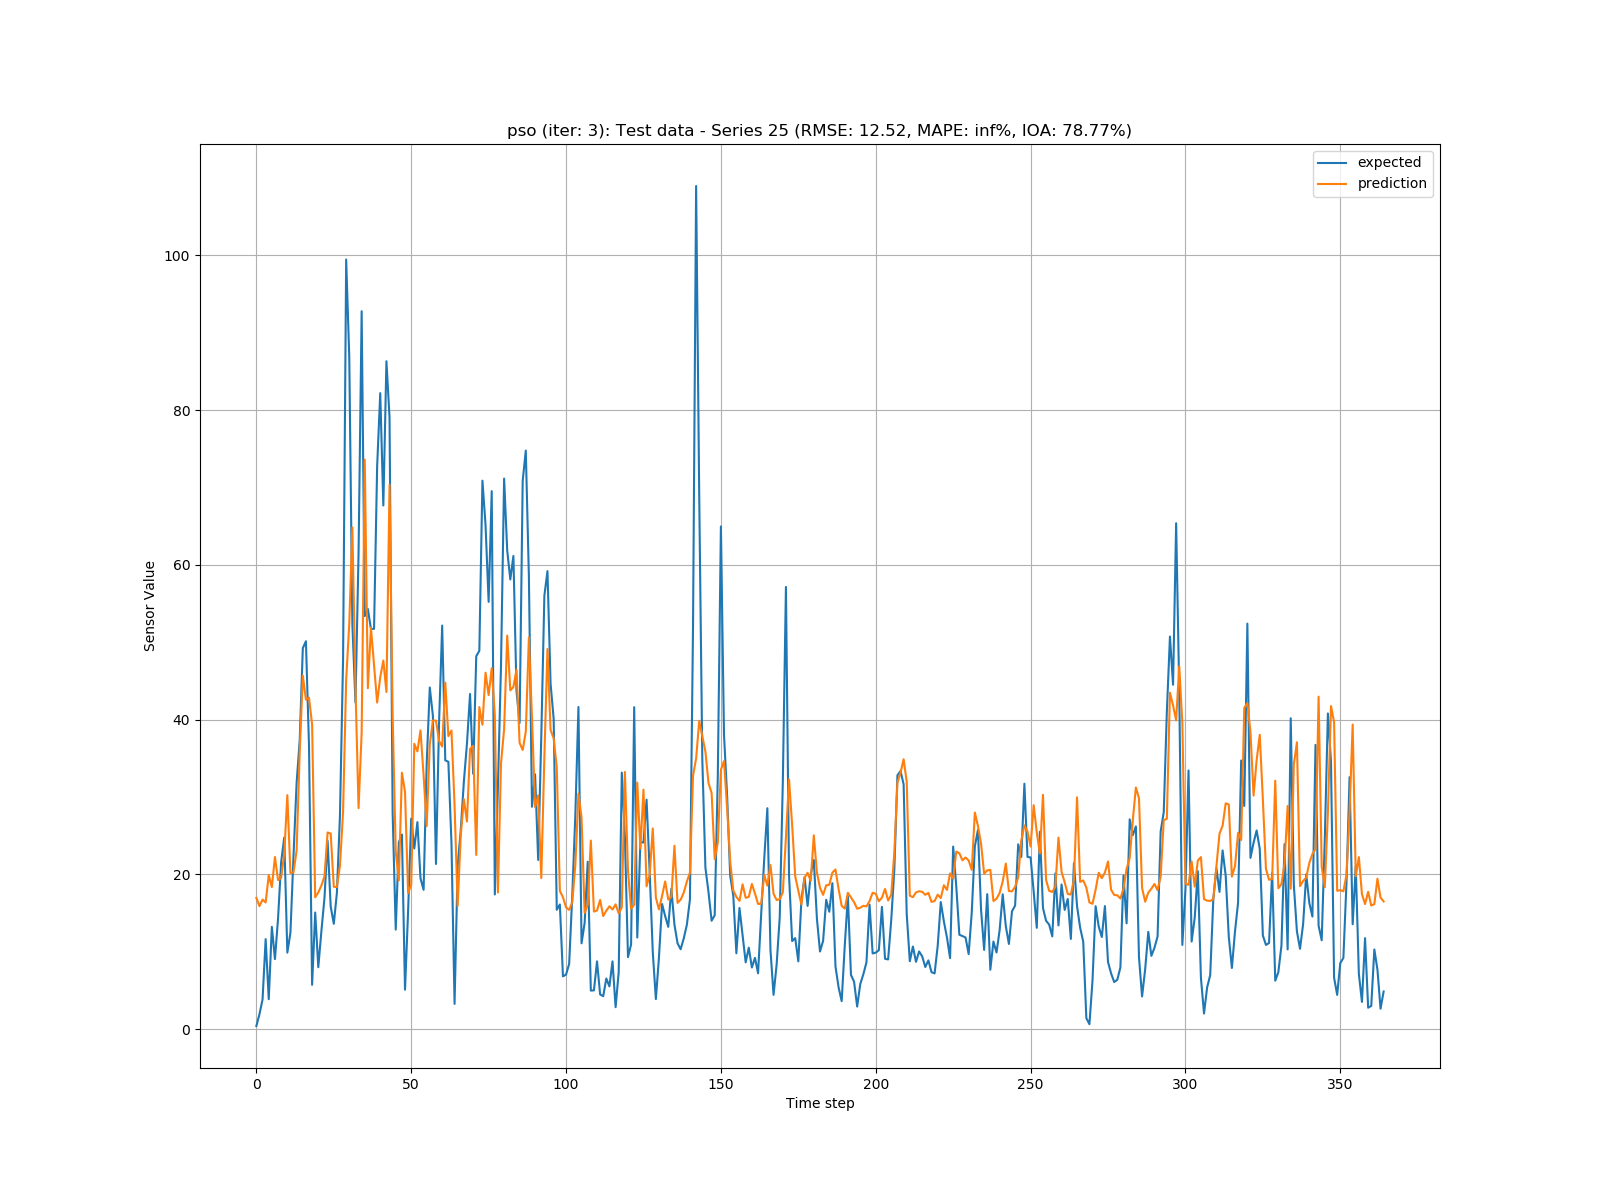 pso (iter: 3): Test data - Series 25 (RMSE: 12.52, MAPE: inf%, IOA: 78.77%)
expected
prediction
100
80
60
40
20
0
Sensor Value
0 50 100 150 200 250 300 350
Time step